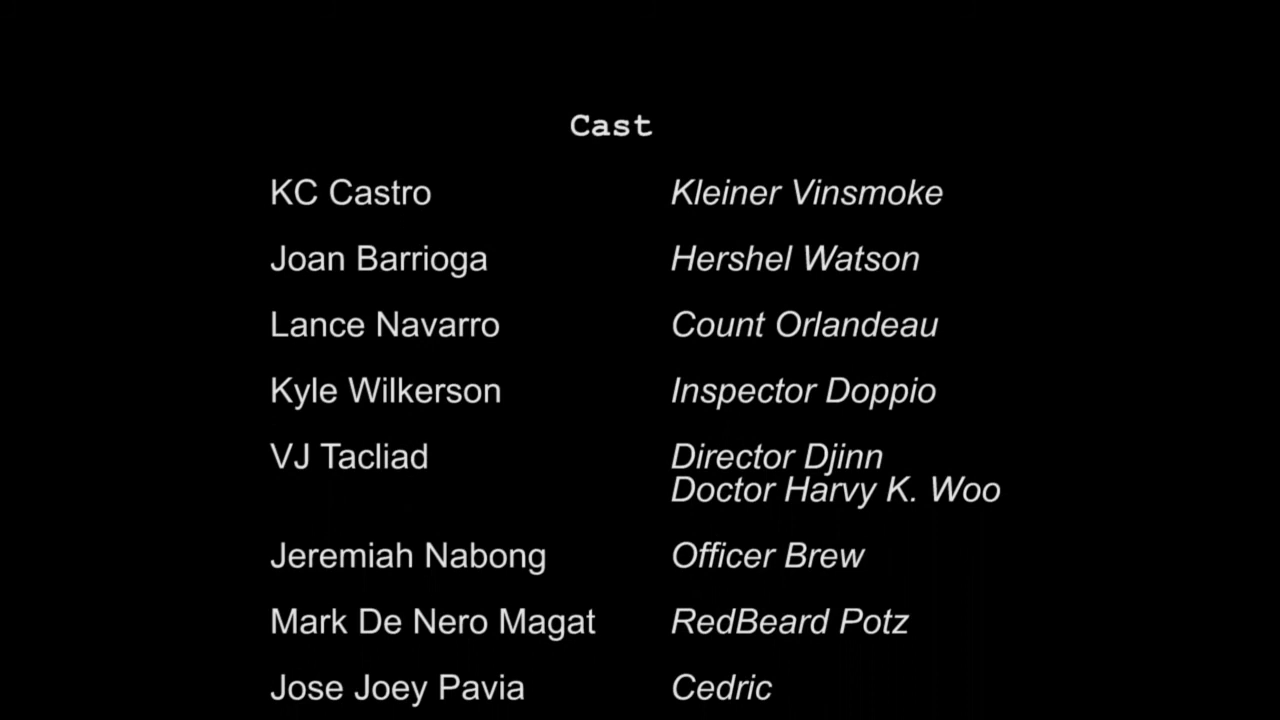 Cast
KC Castro Kleiner Vinsmoke
Joan Barrioga Hershel Watson
Lance Navarro Count Orlandeau
Kyle Wilkerson Inspector Doppio
VJ Tacliad Director Djinn
Doctor Harvy K. Woo
Jeremiah Nabong Officer Brew
Mark De Nero Magat RedBeard Potz
Jose Joey Pavia Cedric